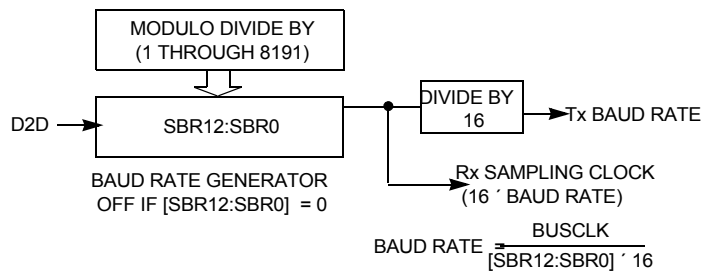 MODULO DIVIDE BY
(1 THROUGH 8191)
D2D
SBR12:SBR0
DIVIDE BY
16
Tx BAUD RATE
BAUD RATE GENERATOR
OFF IF [SBR12:SBR0] = 0
Rx SAMPLING CLOCK
(16 ´ BAUD RATE)
BAUD RATE =
BUSCLK
[SBR12:SBR0] ´ 16